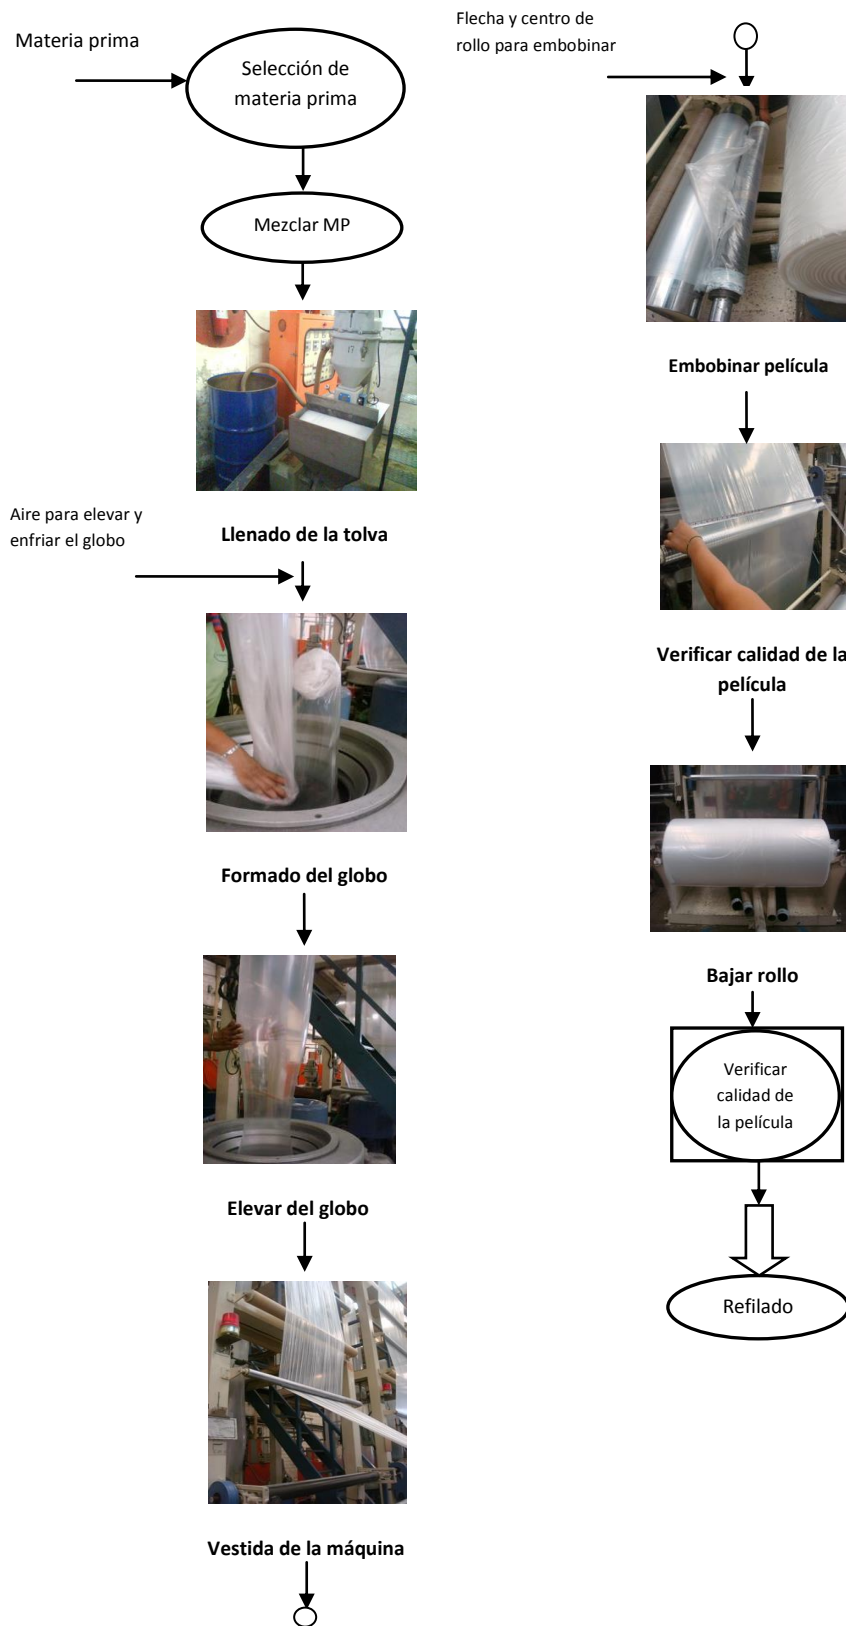 Materia prima
Selección de
materia prima
Mezclar MP
Llenado de la tolva
Aire para elevar y
enfriar el globo
Formado del globo
Elevar del globo
Vestida de la máquina
Flecha y centro de
rollo para embobinar
Embobinar película
Verificar calidad de la
película
Bajar rollo
Verificar
calidad de
la película
Refilado